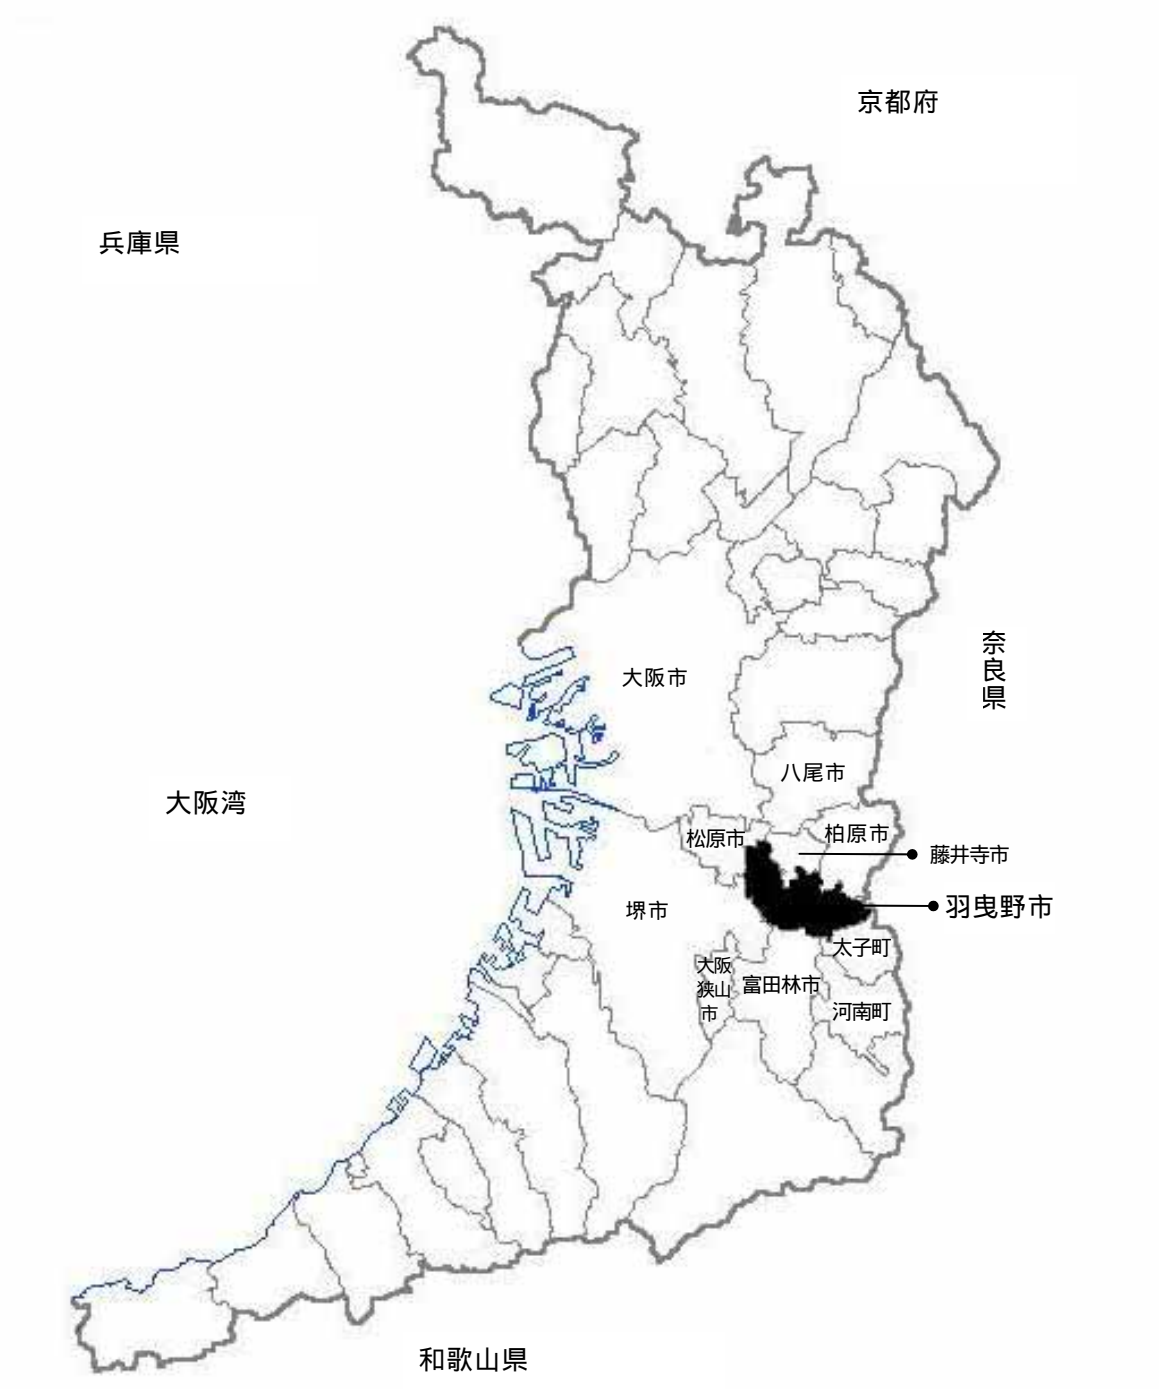 京都府
兵庫県
奈良県
大阪市
八尾市
大阪湾
松原市
柏原市
藤井寺市
羽曳野市
堺市
太子町
大阪
狭山
市
富田林市
河南町
和歌山県